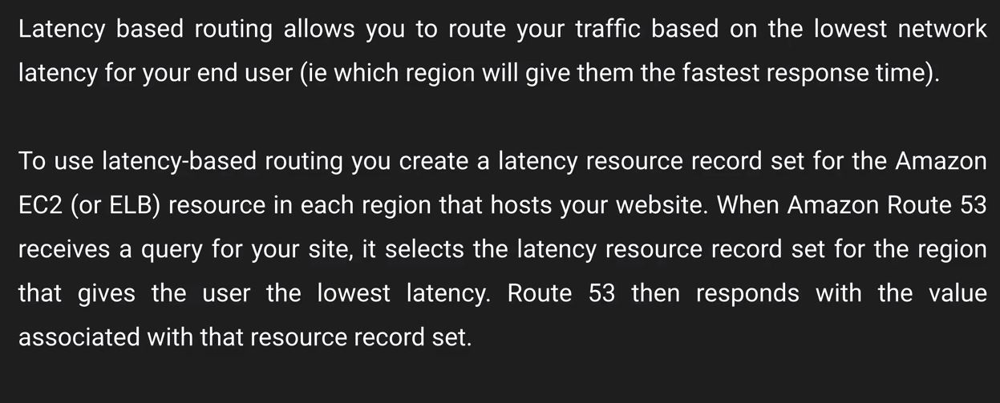 Latency based routing allows you to route your traffic based on the lowest network
latency for your end user (ie which region will give them the fastest response time).
To use latency-based routing you create a latency resource record set for the Amazon
EC2 (or ELB) resource in each region that hosts your website. When Amazon Route 53
receives a query for your site, it selects the latency resource record set for the region
that gives the user the lowest latency. Route 53 then responds with the value
associated with that resource record set.